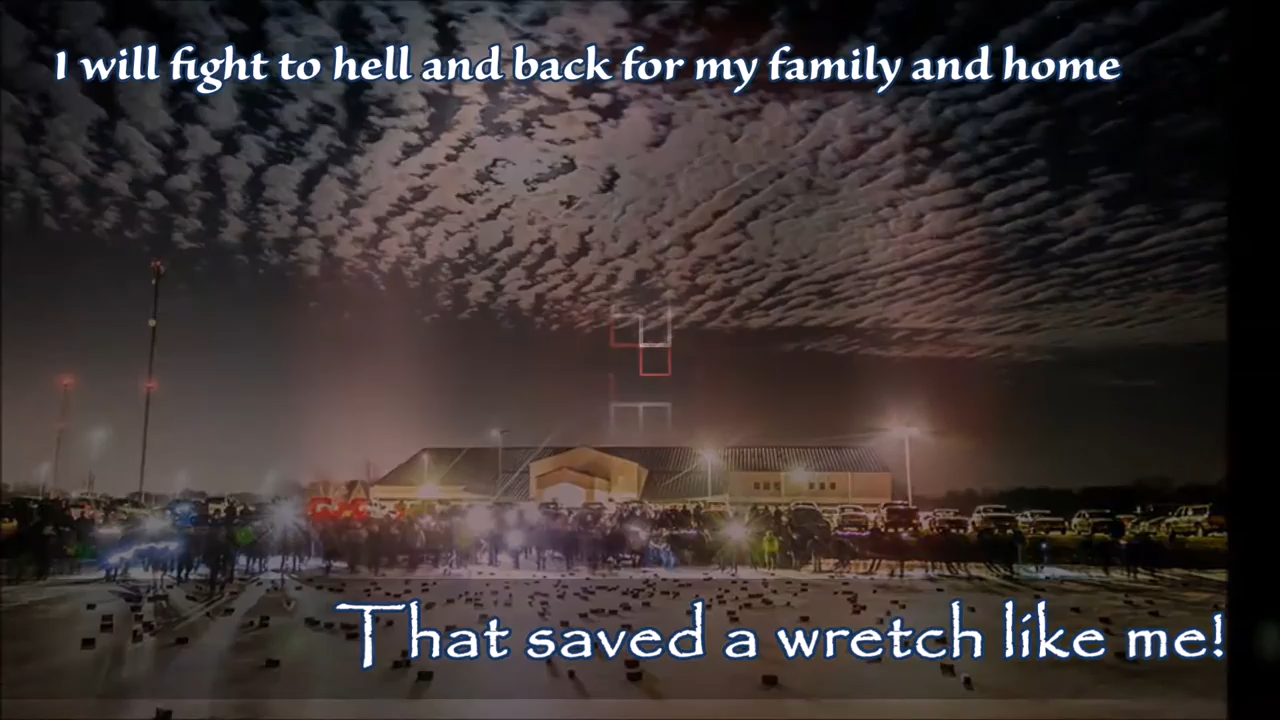 I will fight to hell and back for my family and home
That saved a wretch like me!